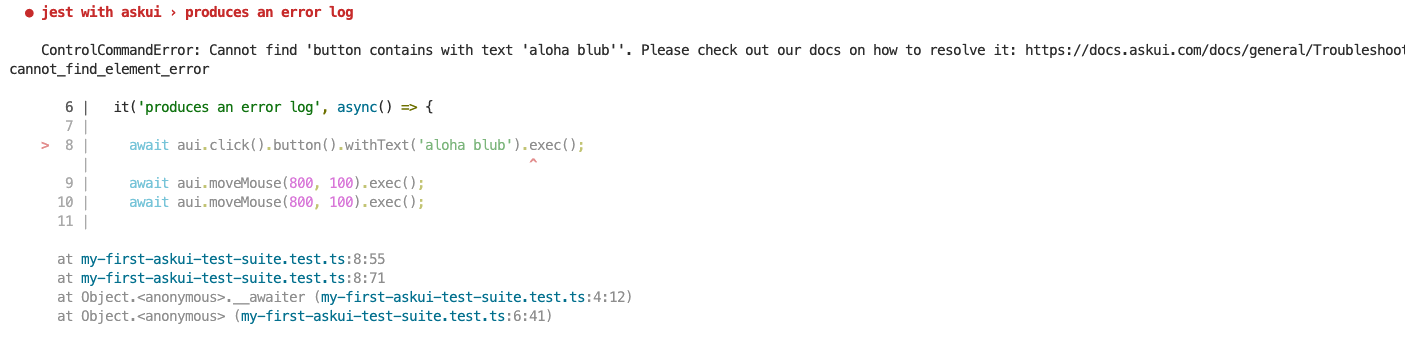 ● jest with askui › produces an error log
ControlCommandError: Cannot find 'button contains with text 'aloha blub''. Please check out our docs on how to resolve it: https://docs.askui.com/docs/general/Troubleshoot
cannot_find_element_error
6 | it('produces an error log', async() => {
7 |
> 8 | await aui.click().button().withText('aloha blub').exec();
| ^
9 | await aui.moveMouse(800, 100).exec();
10 | await aui.moveMouse(800, 100).exec();
11 |
at my-first-askui-test-suite.test.ts:8:55
at my-first-askui-test-suite.test.ts:8:71
at Object.<anonymous>.__awaiter (my-first-askui-test-suite.test.ts:4:12)
at Object.<anonymous> (my-first-askui-test-suite.test.ts:6:41)